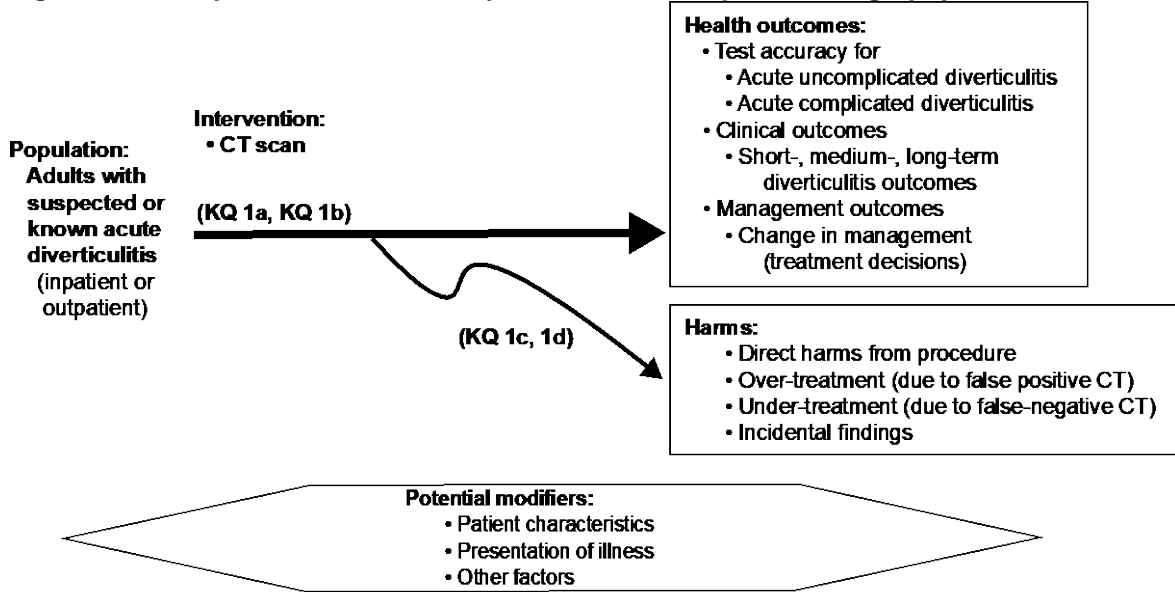 Population:
Adults with
suspected or
known acute
diverticulitis
(inpatient or
outpatient)
Intervention:
• CT scan
(KQ 1a, KQ 1b)
(KQ 1c, 1d)
Health outcomes:
• Test accuracy for
• Acute uncomplicated diverticulitis
• Acute complicated diverticulitis
• Clinical outcomes
• Short-, medium-, long-term
diverticulitis outcomes
• Management outcomes
• Change in management
(treatment decisions)
Harms:
• Direct harms from procedure
• Over-treatment (due to false positive CT)
• Under-treatment (due to false-negative CT)
• Incidental findings
Potential modifiers:
• Patient characteristics
• Presentation of illness
• Other factors